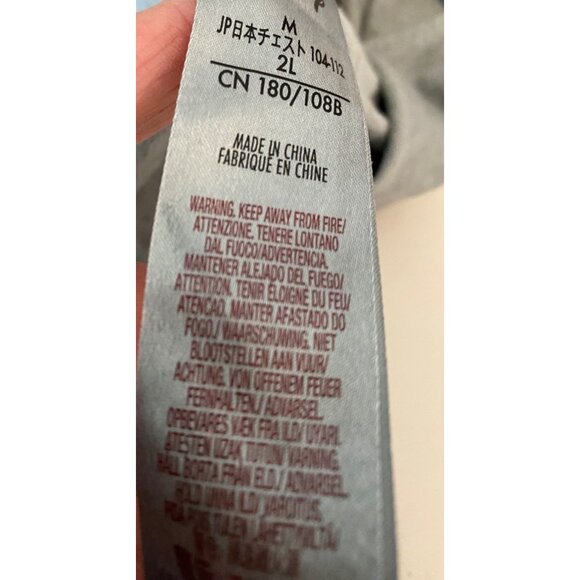 M
JP日本チェスト 104-112
2L
CN 180/108B
MADE IN CHINA
FABRIQUÉ EN CHINE
WARNING. KEEP AWAY FROM FIRE/
ATTENZIONE. TENERE LONTANO
DAL FUOCO/ADVERTENCIA.
MANTENER ALEJADO DEL FUEGO/
ATTENTION. TENIR ÉLOIGNÉ DU FEU/
ATENCAO. MANTER AFASTADO DO
FOGO/ WAARSCHUWING. NIET
BLOOTSTELLEN AAN VUUR/
ACHTUNG. VON OFFENEM FEUER
FERNHALTEN/ ADVARSEL.
OPBEVARES VÆK FRA ILD/ UYARI.
ATESTEN UZAK TUTUN/ VARNING.
HÅLL BORTA FRÅN ELD/ ADVARSEL.
HOLD UNNA ILD/ VAROITUS.